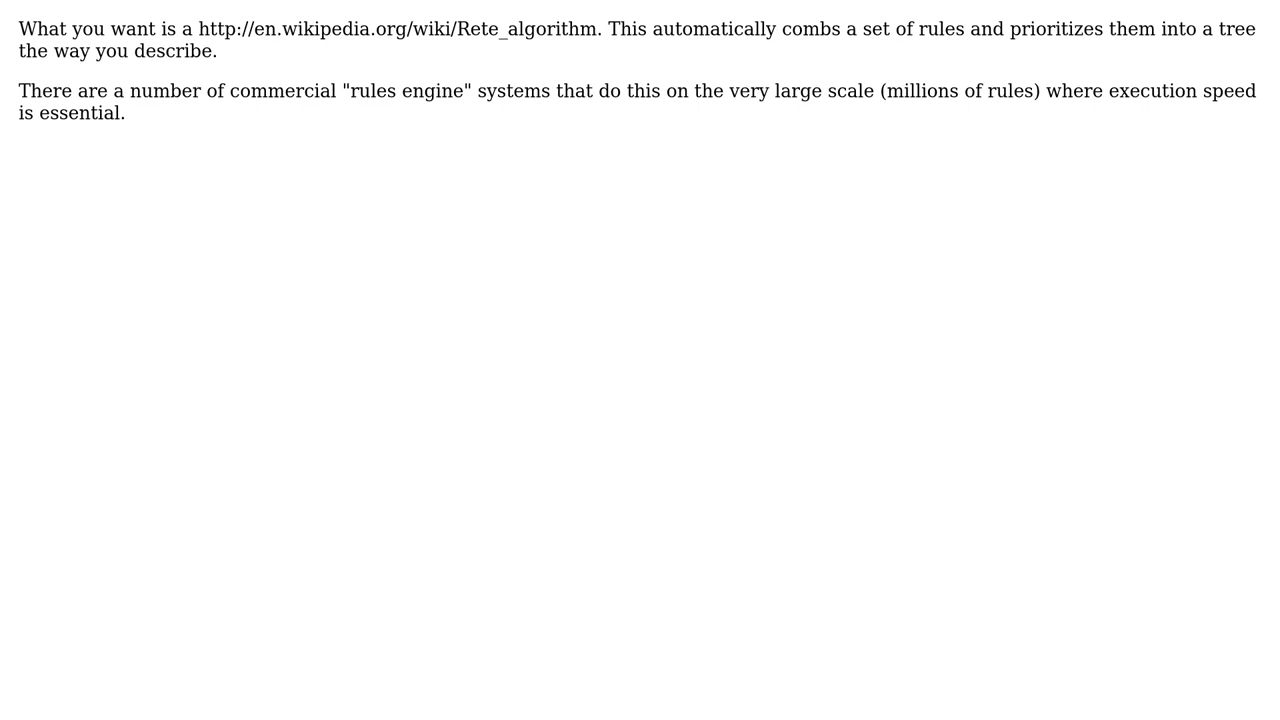 What you want is a http://en.wikipedia.org/wiki/Rete_algorithm. This automatically combs a set of rules and prioritizes them into a tree
the way you describe.
There are a number of commercial "rules engine" systems that do this on the very large scale (millions of rules) where execution speed
is essential.